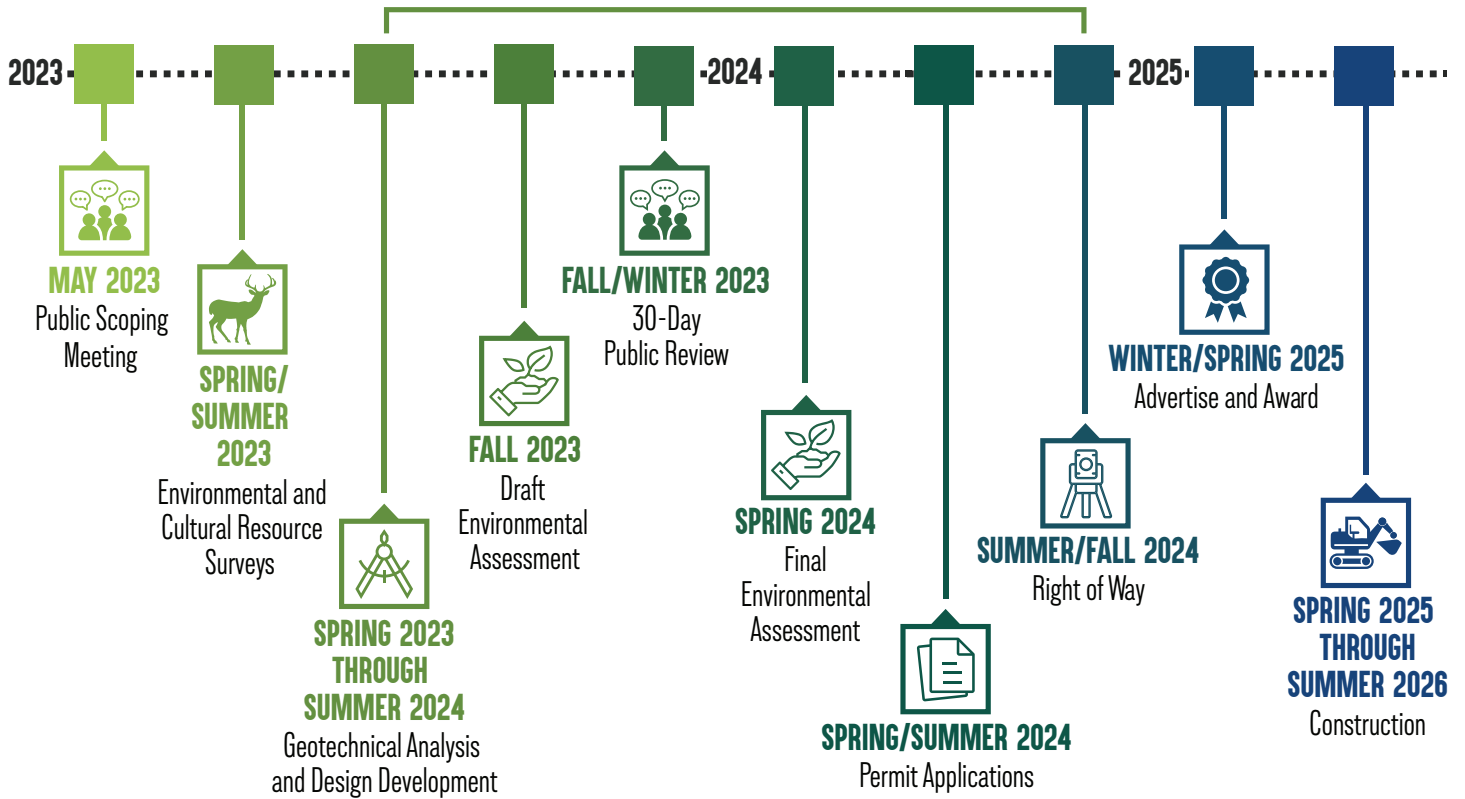 2023
2024
2025
MAY 2023
Public Scoping
Meeting
SPRING/
SUMMER
2023
Environmental and
Cultural Resource
Surveys
SPRING 2023
THROUGH
SUMMER 2024
Geotechnical Analysis
and Design Development
FALL 2023
Draft
Environmental
Assessment
FALL/WINTER 2023
30-Day
Public Review
SPRING 2024
Final
Environmental
Assessment
SPRING/SUMMER 2024
Permit Applications
SUMMER/FALL 2024
Right of Way
WINTER/SPRING 2025
Advertise and Award
SPRING 2025
THROUGH
SUMMER 2026
Construction